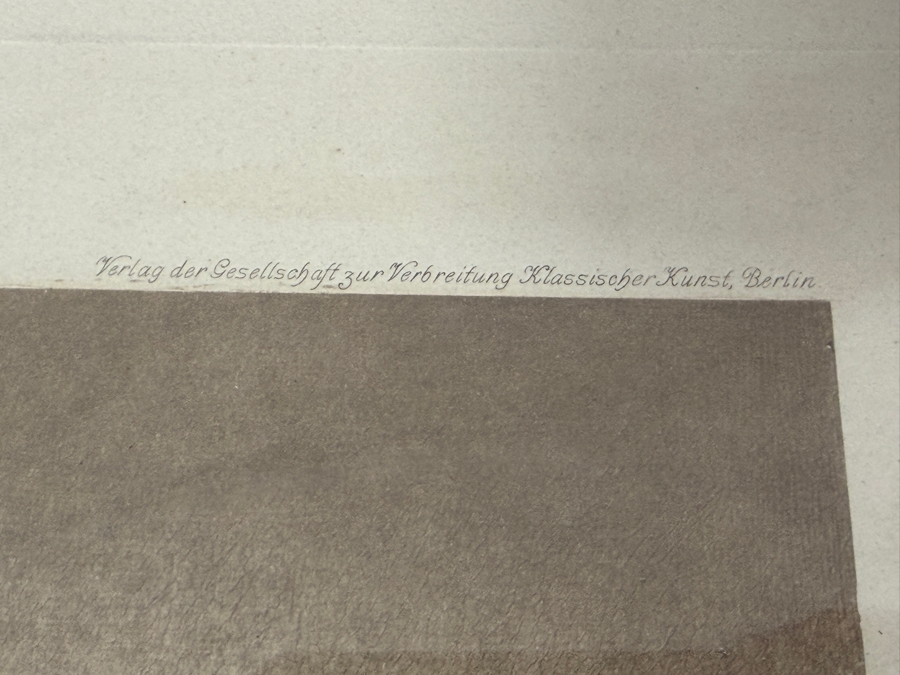 Verlag der Gesellschaft zur Verbreitung Klassischer Kunst, Berlin